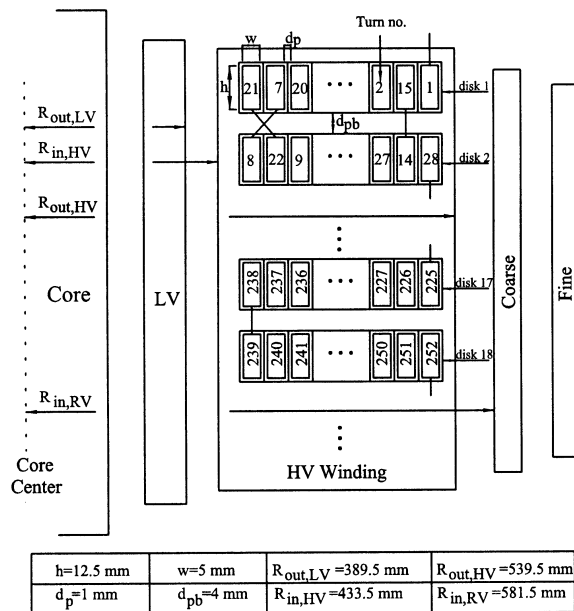 Turn no.
w
dp
h
21 7 20 ··· 2 15 1
disk 1
dpb
8 22 9 ··· 27 14 28
disk 2
Rout,LV
Rin,HV
Rout,HV
238 237 236 ··· 227 226 225
disk 17
239 240 241 ··· 250 251 252
disk 18
Core
LV
Coarse
Fine
Rin,RV
Core
Center
HV Winding
h=12.5 mm w=5 mm Rout,LV=389.5 mm Rout,HV=539.5 mm
dp=1 mm dpb=4 mm Rin,HV=433.5 mm Rin,RV=581.5 mm